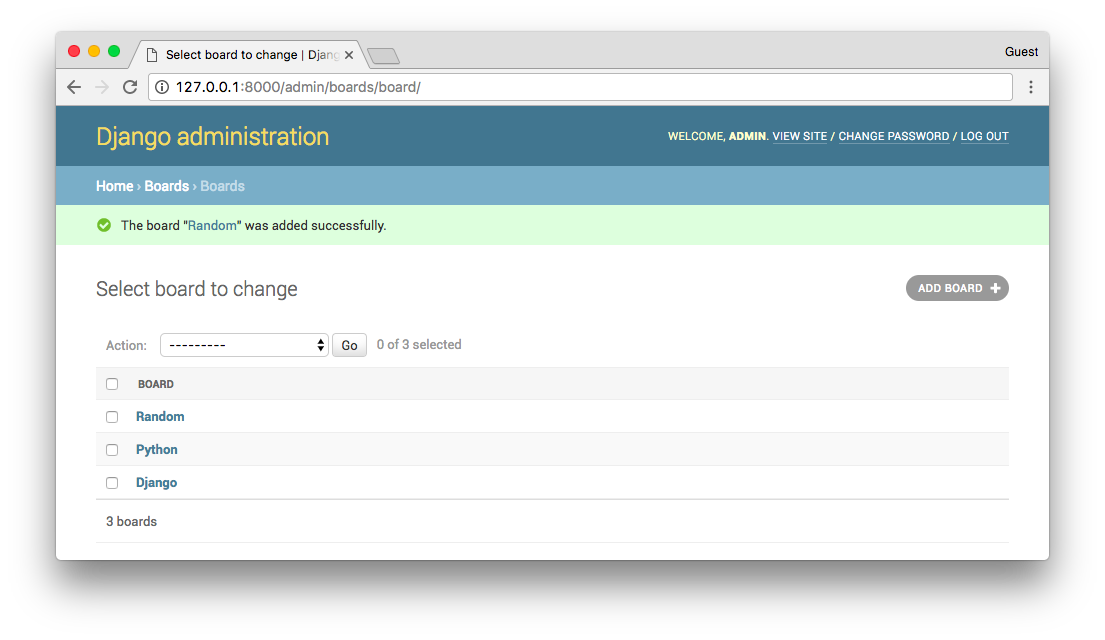 Select board to change | Djang
Guest
127.0.0.1:8000/admin/boards/board/
Django administration
WELCOME, ADMIN. VIEW SITE / CHANGE PASSWORD / LOG OUT
Home › Boards › Boards
The board "Random" was added successfully.
Select board to change
ADD BOARD +
Action: --------- Go 0 of 3 selected
BOARD
Random
Python
Django
3 boards